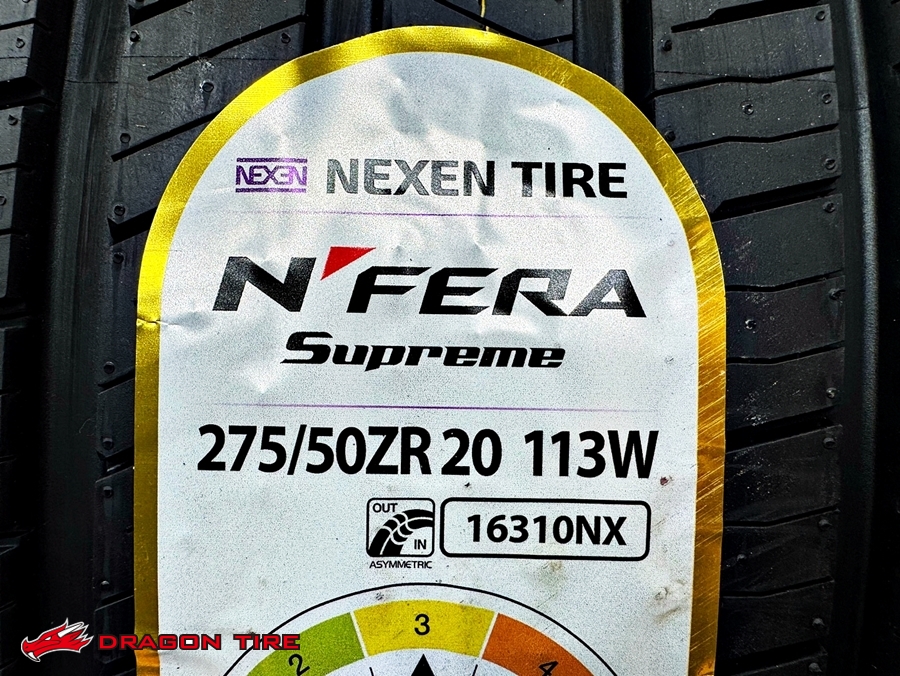 NEXEN NEXEN TIRE
N'FERA
Supreme
275/50ZR 20 113W
OUT
IN
ASYMMETRIC
16310NX
2
3
4
DRAGON TIRE